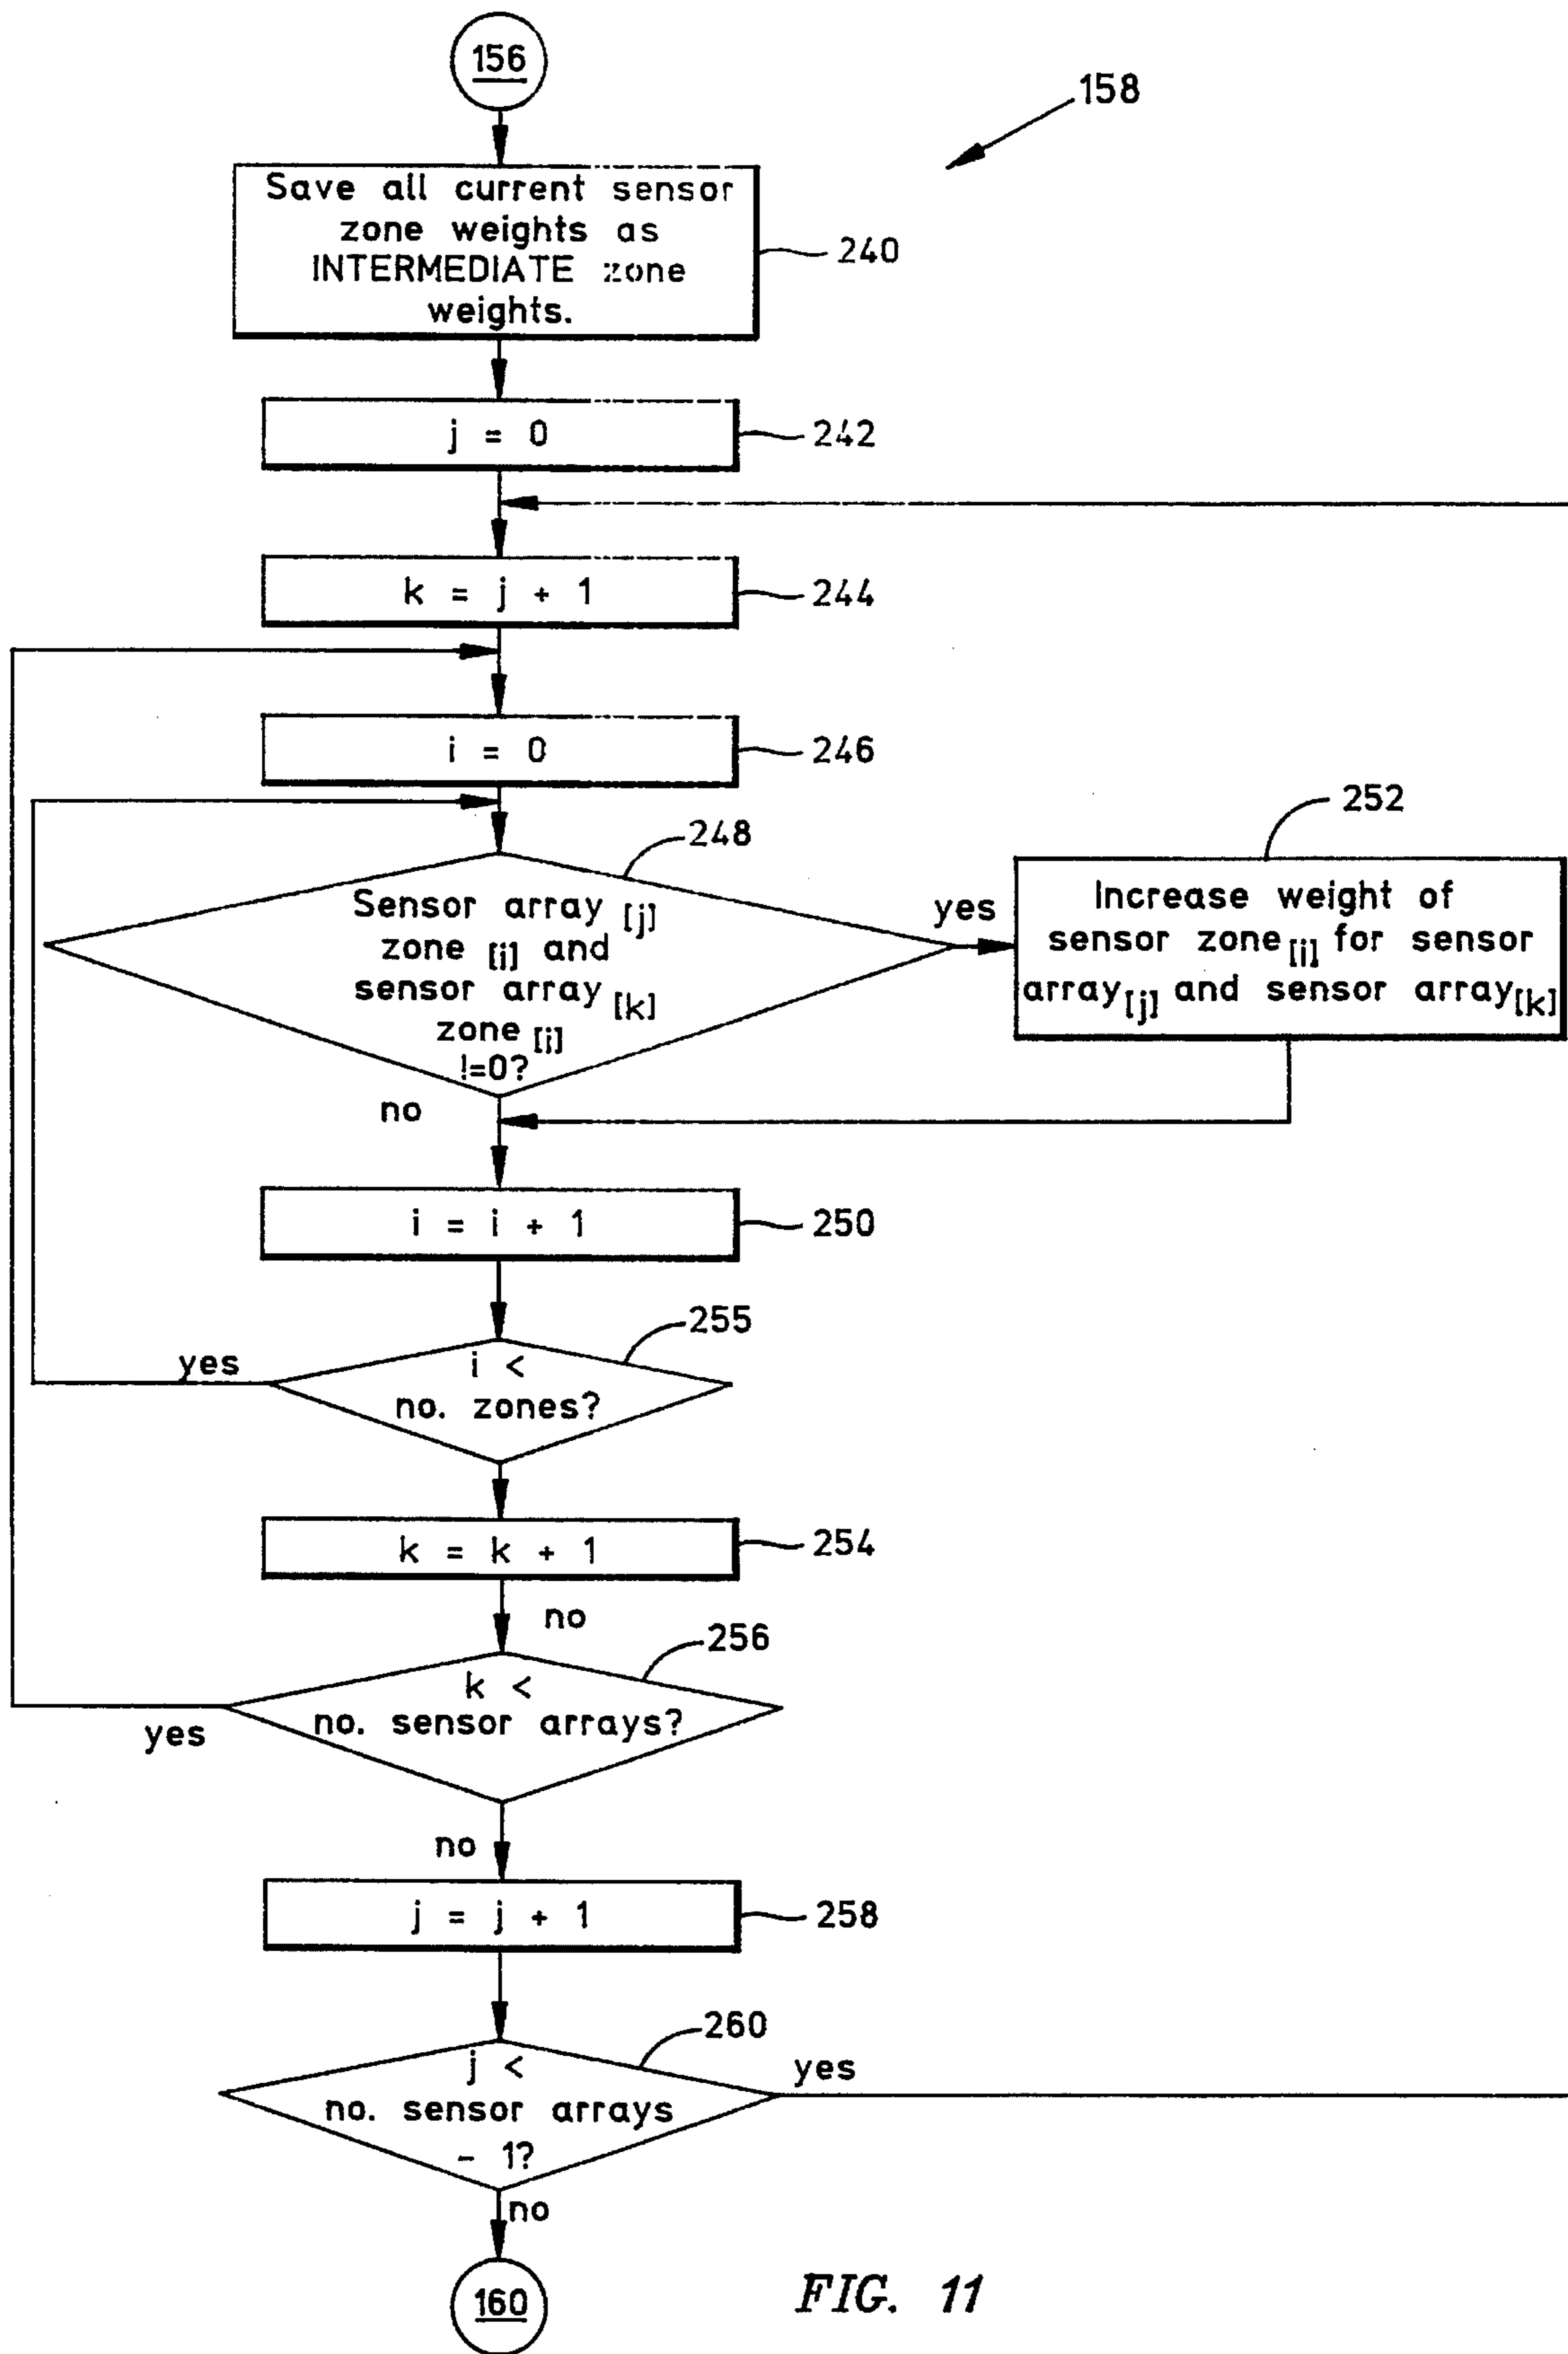 156
158
Save all current sensor
zone weights as
INTERMEDIATE zone
weights.
240
j = 0
242
k = j + 1
244
i = 0
246
248
252
Sensor array [j]
zone [i] and
sensor array [k]
zone [i]
!=0?
yes
Increase weight of
sensor zone[i] for sensor
array[j] and sensor array[k]
no
i = i + 1
250
255
yes
i <
no. zones?
k = k + 1
254
no
256
k <
no. sensor arrays?
yes
no
j = j + 1
258
260
j <
no. sensor arrays
- 1?
yes
no
160
FIG. 11